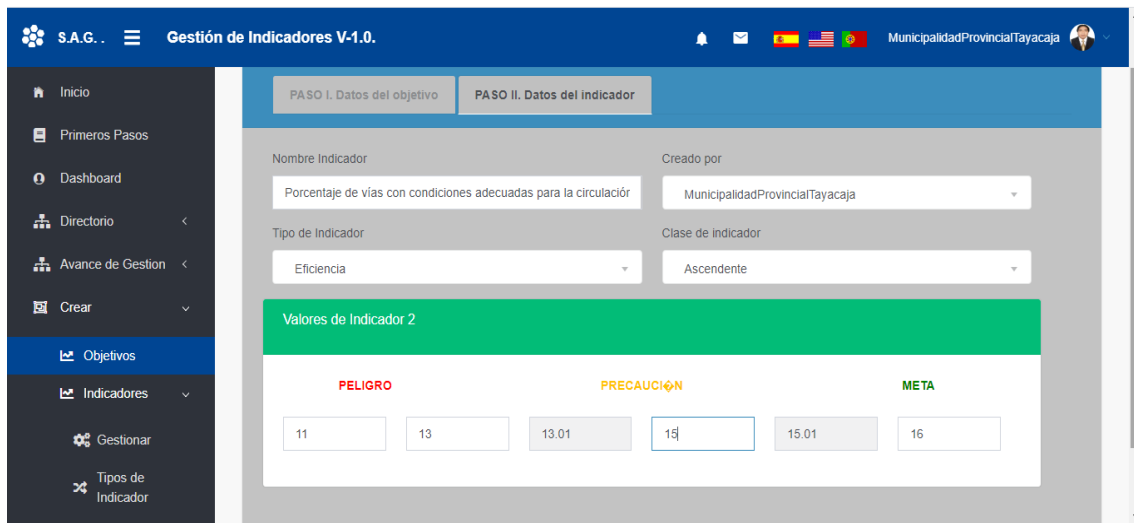 S.A.G. . Gestión de Indicadores V-1.0. MunicipalidadProvincialTayacaja
Inicio
Primeros Pasos
Dashboard
Directorio
Avance de Gestion
Crear
Objetivos
Indicadores
Gestionar
Tipos de
Indicador
PASO I. Datos del objetivo PASO II. Datos del indicador
Nombre Indicador Creado por
Porcentaje de vías con condiciones adecuadas para la circulación MunicipalidadProvincialTayacaja
Tipo de Indicador Clase de indicador
Eficiencia Ascendente
Valores de Indicador 2
PELIGRO PRECAUCI�N META
11 13 13.01 15 15.01 16